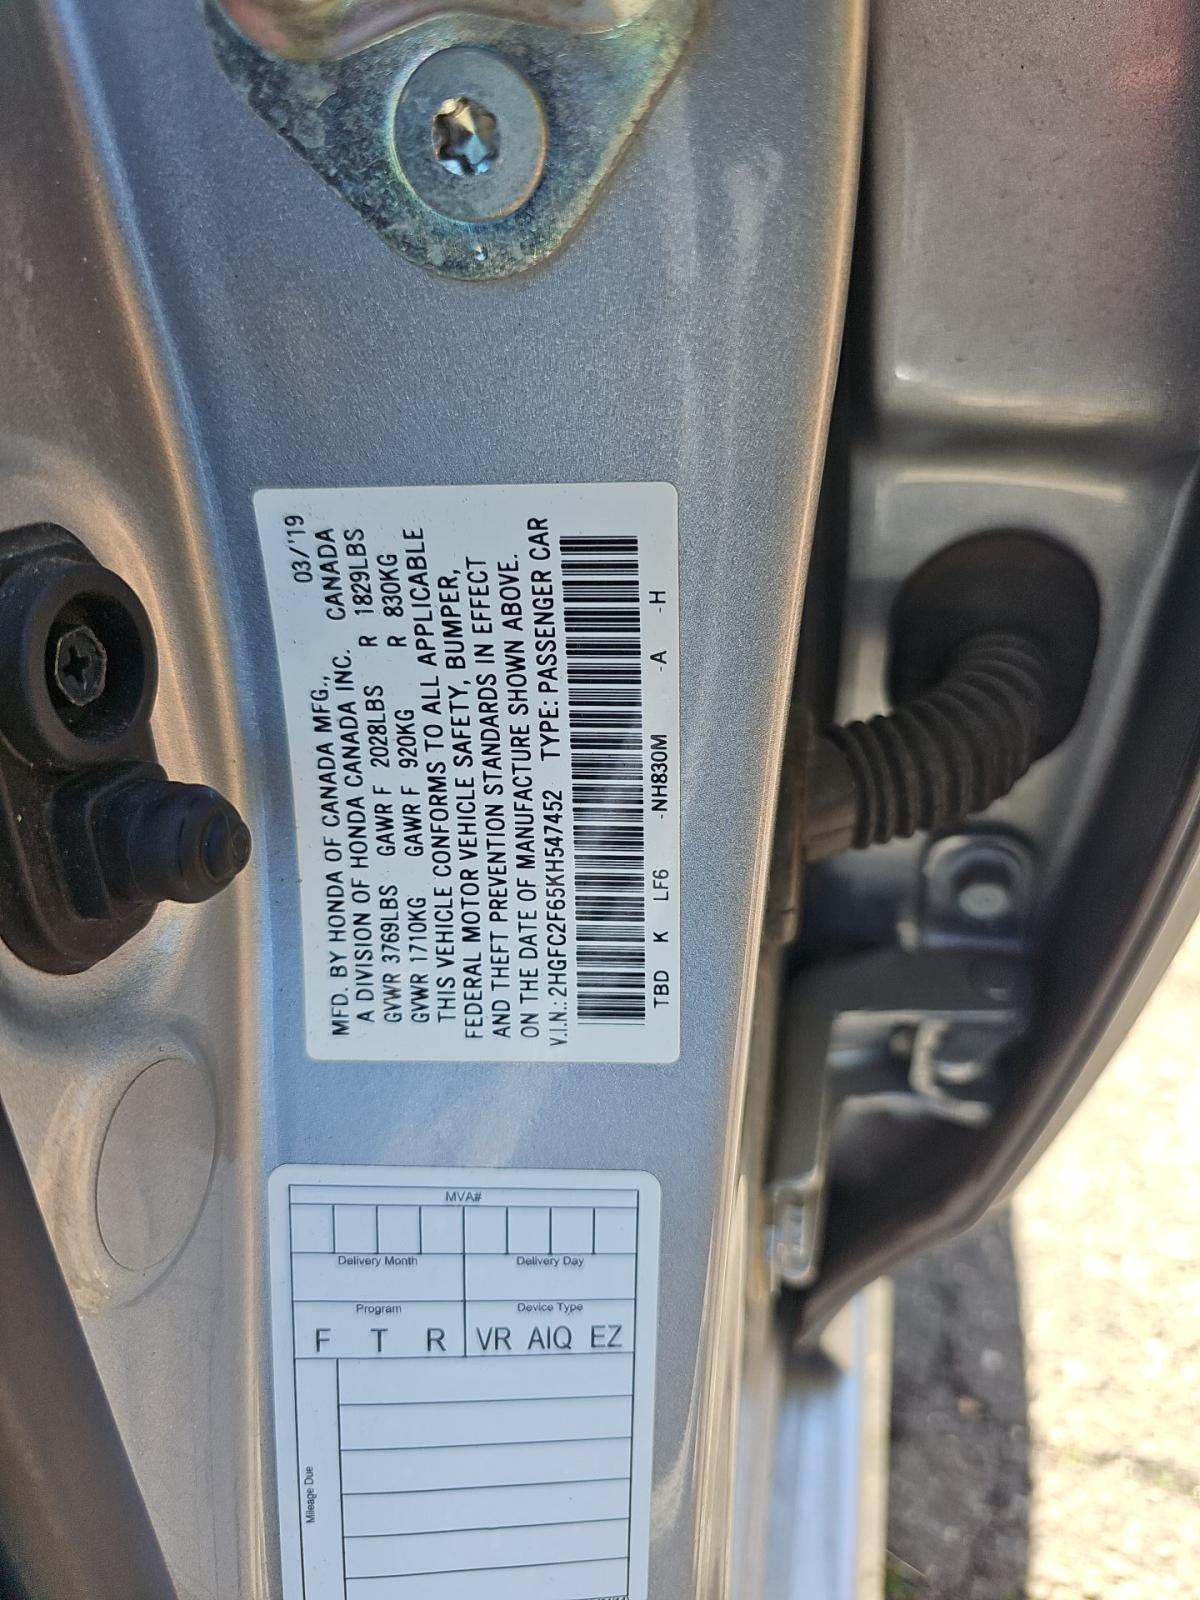 MFD. BY HONDA OF CANADA MFG., 03/'19
A DIVISION OF HONDA CANADA INC. CANADA
GVWR 3769LBS GAWR F 2028LBS R 1829LBS
GVWR 1710KG GAWR F 920KG R 830KG
THIS VEHICLE CONFORMS TO ALL APPLICABLE
FEDERAL MOTOR VEHICLE SAFETY, BUMPER,
AND THEFT PREVENTION STANDARDS IN EFFECT
ON THE DATE OF MANUFACTURE SHOWN ABOVE.
V.I.N.: 2HGFC2F65KH547452 TYPE: PASSENGER CAR
TBD K LF6 -NH830M -A -H
MVA#
Delivery Month Delivery Day
Program Device Type
F T R VR AIQ EZ
Mileage Due